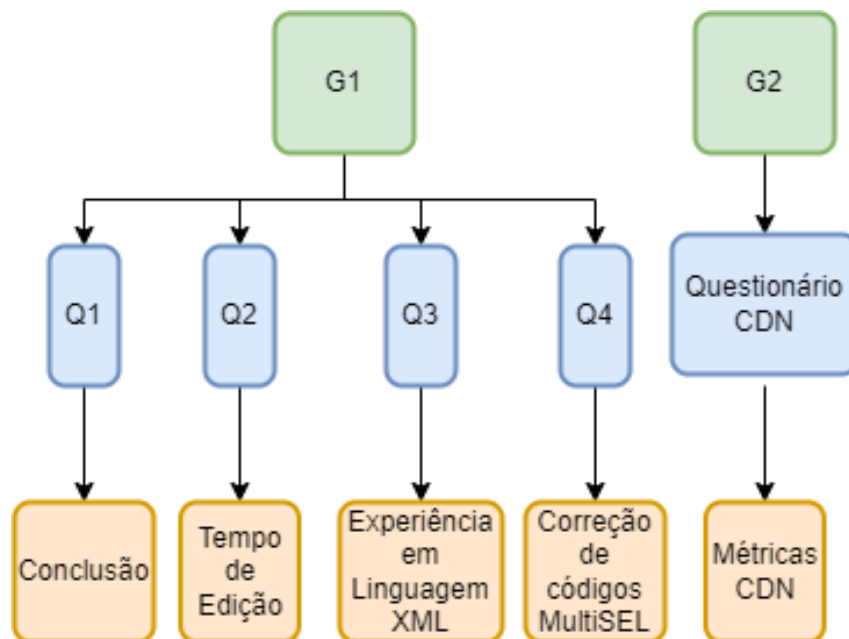 G1
G2
Q1
Q2
Q3
Q4
Questionário
CDN
Conclusão
Tempo
de
Edição
Experiência
em
Linguagem
XML
Correção
de
códigos
MultiSEL
Métricas
CDN